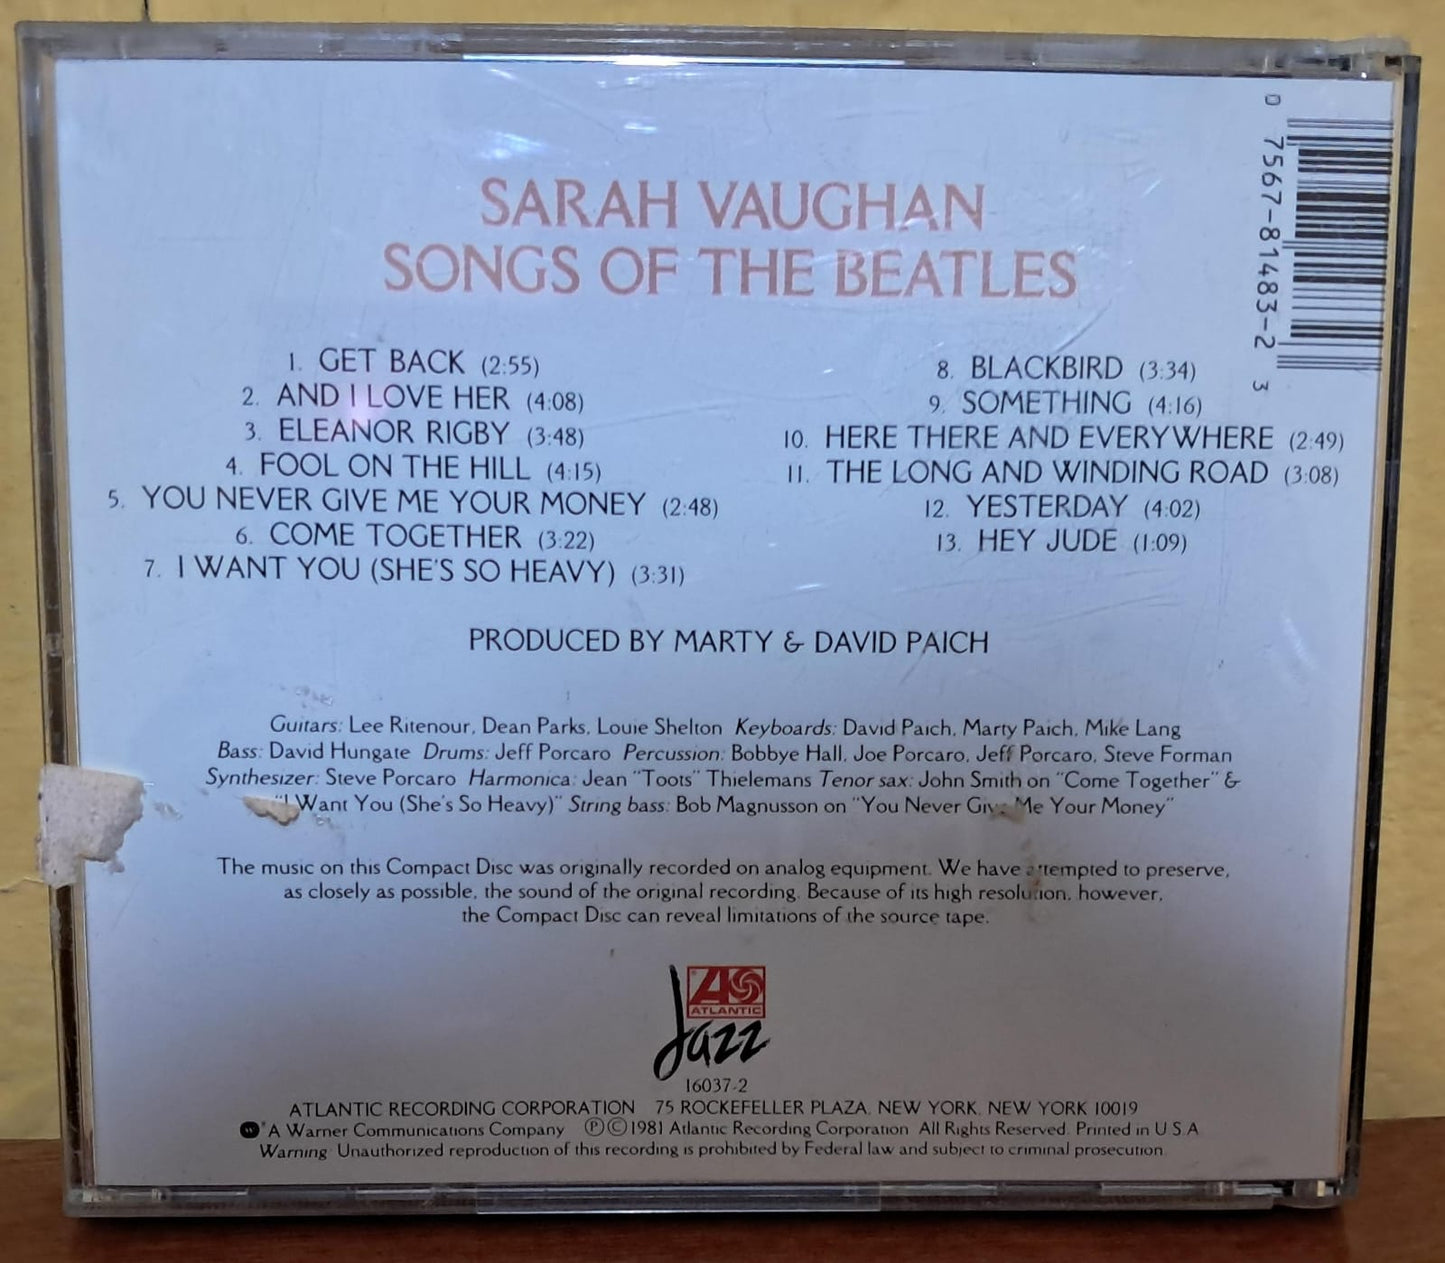 SARAH VAUGHAN
SONGS OF THE BEATLES
1. GET BACK (2:55)
2. AND I LOVE HER (4:08)
3. ELEANOR RIGBY (3:48)
4. FOOL ON THE HILL (4:15)
5. YOU NEVER GIVE ME YOUR MONEY (2:48)
6. COME TOGETHER (3:22)
7. I WANT YOU (SHE'S SO HEAVY) (3:31)
8. BLACKBIRD (3:34)
9. SOMETHING (4:16)
10. HERE THERE AND EVERYWHERE (2:49)
11. THE LONG AND WINDING ROAD (3:08)
12. YESTERDAY (4:02)
13. HEY JUDE (1:09)
0 7567-81483-2 3
PRODUCED BY MARTY & DAVID PAICH
Guitars: Lee Ritenour, Dean Parks, Louie Shelton Keyboards: David Paich, Marty Paich, Mike Lang
Bass: David Hungate Drums: Jeff Porcaro Percussion: Bobbye Hall, Joe Porcaro, Jeff Porcaro, Steve Forman
Synthesizer: Steve Porcaro Harmonica: Jean "Toots" Thielemans Tenor sax: John Smith on "Come Together" &
"I Want You (She's So Heavy)" String bass: Bob Magnusson on "You Never Give Me Your Money"
The music on this Compact Disc was originally recorded on analog equipment. We have attempted to preserve,
as closely as possible, the sound of the original recording. Because of its high resolution, however,
the Compact Disc can reveal limitations of the source tape.
ATLANTIC
Jazz
16037-2
ATLANTIC RECORDING CORPORATION 75 ROCKEFELLER PLAZA, NEW YORK, NEW YORK 10019
A Warner Communications Company ℗©1981 Atlantic Recording Corporation All Rights Reserved. Printed in U.S.A.
Warning: Unauthorized reproduction of this recording is prohibited by Federal law and subject to criminal prosecution.